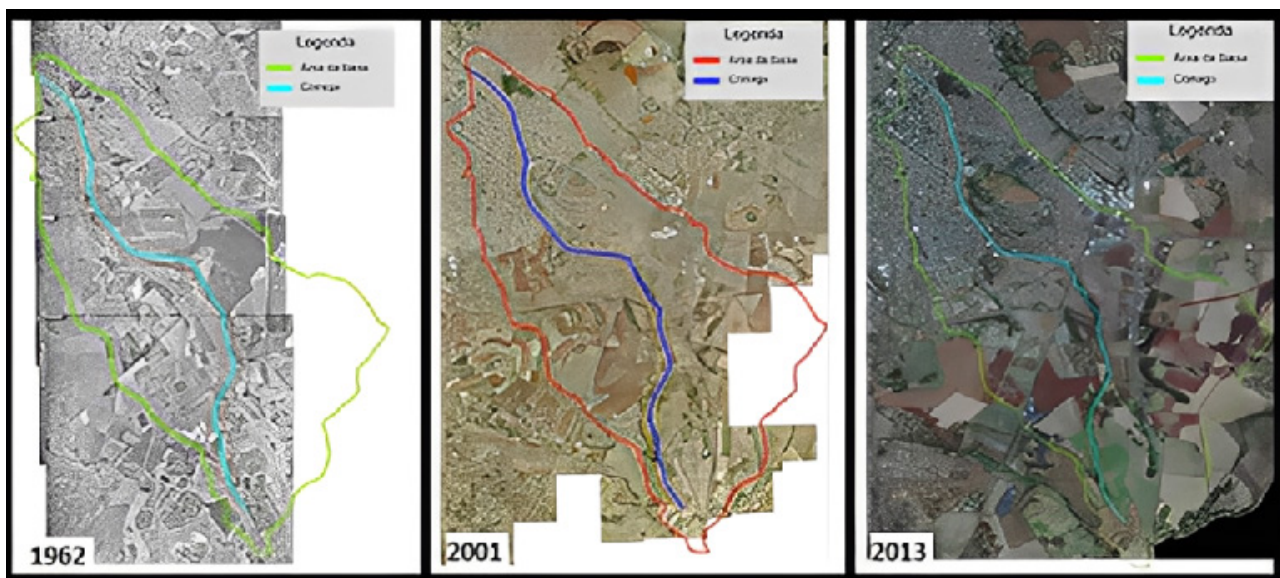 Legenda
Área da Bacia
Córrego
1962
Legenda
Área da Bacia
Córrego
2001
Legenda
Área da Bacia
Córrego
2013